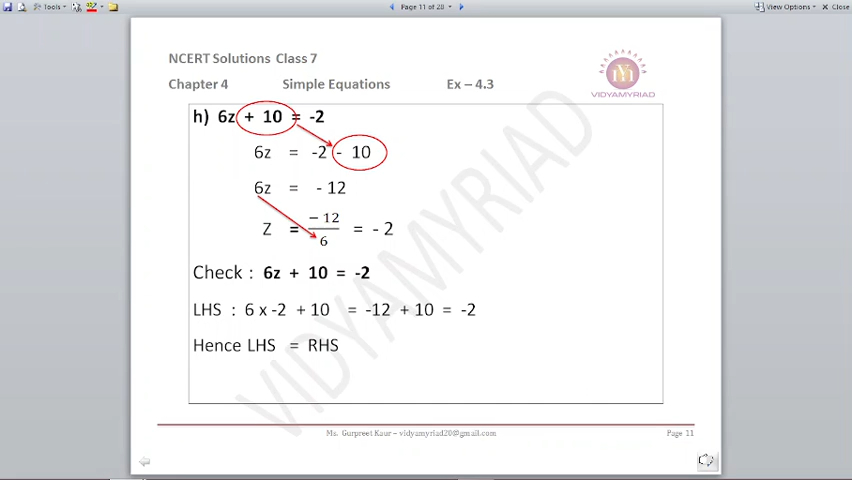 Tools
Page 11 of 20
View Options
Close
NCERT Solutions Class 7
Chapter 4 Simple Equations Ex – 4.3
VIDYAMYRIAD
h) 6z + 10 = -2
6z = -2 - 10
6z = - 12
Z = − 12 / 6 = - 2
Check : 6z + 10 = -2
LHS : 6 x -2 + 10 = -12 + 10 = -2
Hence LHS = RHS
VIDYAMYRIAD
Ms. Gurpreet Kaur – vidyamyriad20@gmail.com
Page 11